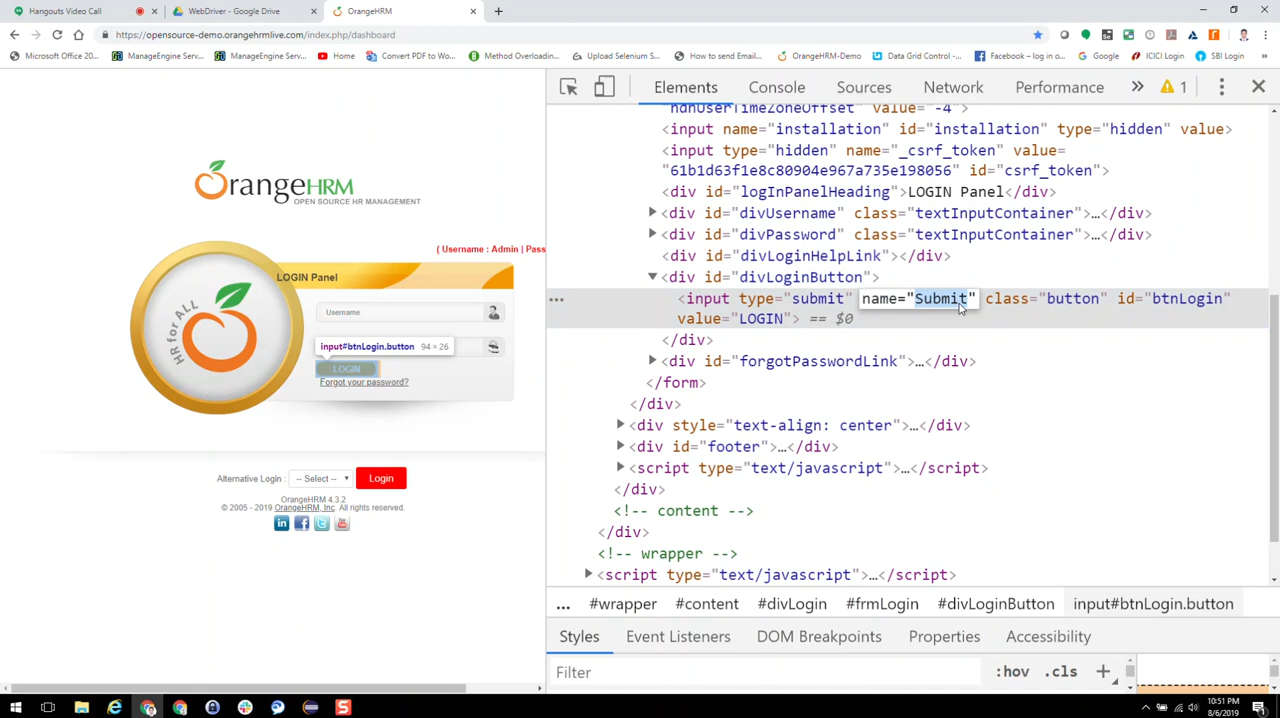 Hangouts Video Call
WebDriver - Google Drive
OrangeHRM
https://opensource-demo.orangehrmlive.com/index.php/dashboard
Microsoft Office 20...
ManageEngine Serv...
ManageEngine Serv...
Home
Convert PDF to Wor...
Method Overloadin...
Upload Selenium S...
How to send Email...
OrangeHR-Demo
Data Grid Control -...
Facebook – log in o...
Google
ICICI Login
SBI Login
OrangeHRM
OPEN SOURCE HR MANAGEMENT
( Username : Admin | Pass
HR for ALL
LOGIN Panel
Username
input#btnLogin.button 94 × 26
LOGIN
Forgot your password?
Alternative Login :
-- Select --
Login
OrangeHRM 4.3.2
© 2005 - 2019 OrangeHRM, Inc. All rights reserved.
Elements
Console
Sources
Network
Performance
»
1
"hdnUserTimeZoneOffset" value="-4">
<input name="installation" id="installation" type="hidden" value>
<input type="hidden" name="_csrf_token" value=
"61b1d63f1e8c80904e967a735e198056" id="csrf_token">
<div id="logInPanelHeading">LOGIN Panel</div>
<div id="divUsername" class="textInputContainer">…</div>
<div id="divPassword" class="textInputContainer">…</div>
<div id="divLoginHelpLink"></div>
<div id="divLoginButton">
<input type="submit" name="Submit" class="button" id="btnLogin"
value="LOGIN"> == $0
</div>
<div id="forgotPasswordLink">…</div>
</form>
</div>
<div style="text-align: center">…</div>
<div id="footer">…</div>
<script type="text/javascript">…</script>
</div>
<!-- content -->
</div>
<!-- wrapper -->
<script type="text/javascript">…</script>
... #wrapper #content #divLogin #frmLogin #divLoginButton input#btnLogin.button
Styles
Event Listeners
DOM Breakpoints
Properties
Accessibility
Filter
:hov .cls +
10:51 PM
8/6/2019